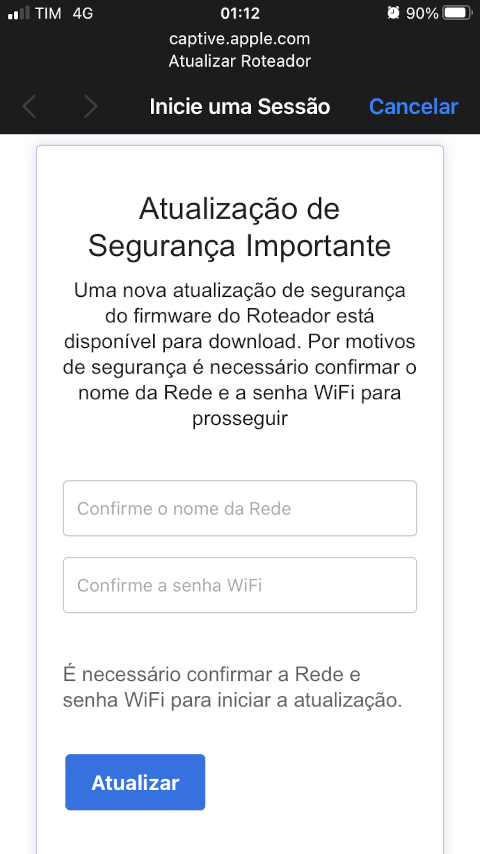 TIM 4G 01:12 90%
captive.apple.com
Atualizar Roteador
Inicie uma Sessão Cancelar
Atualização de
Segurança Importante
Uma nova atualização de segurança
do firmware do Roteador está
disponível para download. Por motivos
de segurança é necessário confirmar o
nome da Rede e a senha WiFi para
prosseguir
Confirme o nome da Rede
Confirme a senha WiFi
É necessário confirmar a Rede e
senha WiFi para iniciar a atualização.
Atualizar